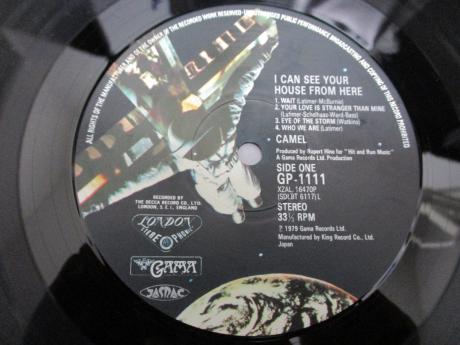 ALL RIGHTS OF THE MANUFACTURER AND OF THE OWNER OF THE RECORDED WORK RESERVED-UNAUTHORISED PUBLIC PERFORMANCE BROADCASTING AND COPYING OF THIS RECORD PROHIBITED
I CAN SEE YOUR
HOUSE FROM HERE
1. WAIT (Latimer-McBurnie)
2. YOUR LOVE IS STRANGER THAN MINE
(Latimer-Schelhaas-Ward-Bass)
3. EYE OF THE STORM (Watkins)
4. WHO WE ARE (Latimer)
CAMEL
Produced by Rupert Hine for "Hit and Run Music"
A Gama Records Ltd. Production
SIDE ONE
GP-1111
XZAL. 16470P
STEREO
33⅓ RPM
℗ 1979 Gama Records Ltd.
Manufactured by King Record Co., Ltd.
Japan
RECORDED BY
THE DECCA RECORD CO., LTD.
LONDON, S.E.I., ENGLAND
LONDON
GAMA
JASRAC